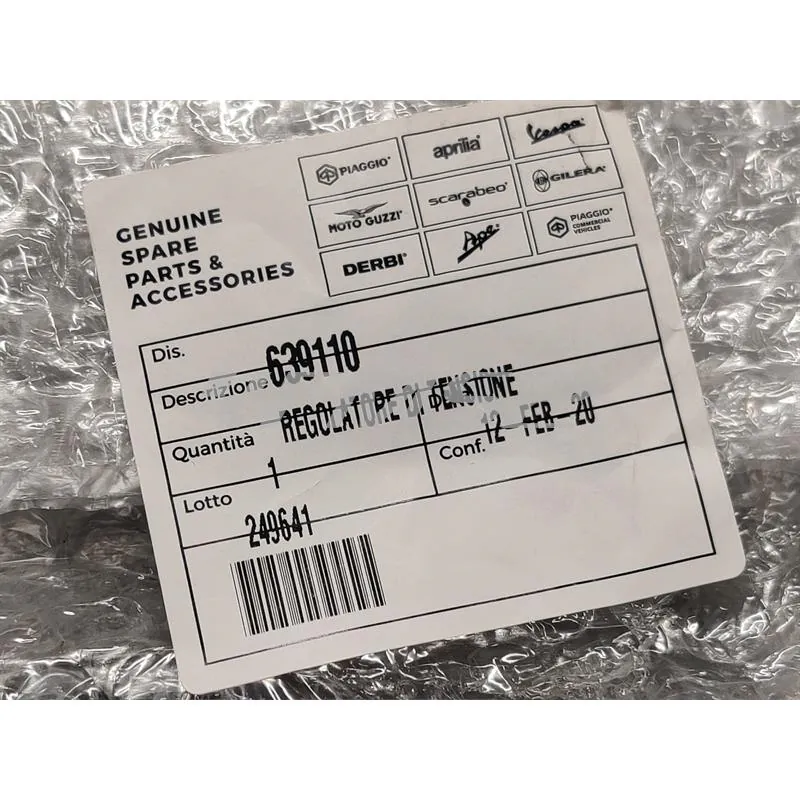 GENUINE
SPARE
PARTS &
ACCESSORIES
PIAGGIO® aprilia® Vespa®
MOTO GUZZI® scarabeo® GILERA®
DERBI® Ape® PIAGGIO®
COMMERCIAL
VEHICLES
Dis. 639110
Descrizione REGOLATORE DI TENSIONE
Quantità 1 Conf. 12-FEB-20
Lotto 249641